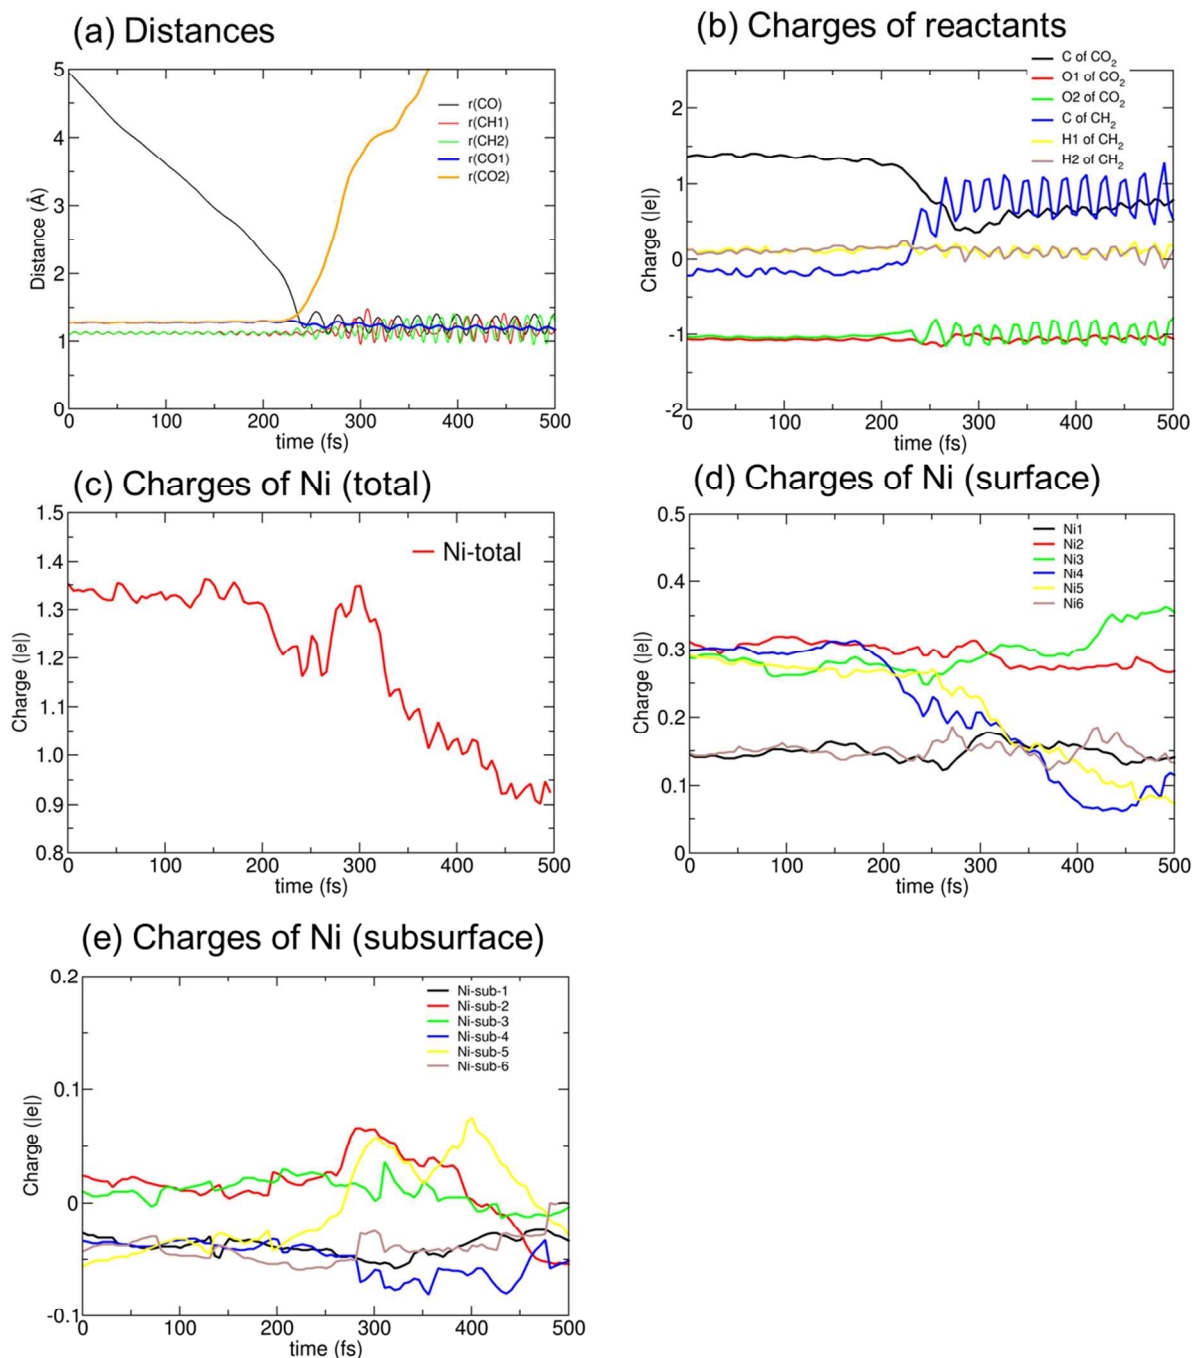 (a) Distances
5
4
3
2
1
0
Distance (Å)
r(CO)
r(CH1)
r(CH2)
r(CO1)
r(CO2)
0 100 200 300 400 500
time (fs)
(b) Charges of reactants
C of CO2
O1 of CO2
O2 of CO2
C of CH2
H1 of CH2
H2 of CH2
2
1
0
-1
-2
Charge (|e|)
0 100 200 300 400 500
time (fs)
(c) Charges of Ni (total)
1.5
1.4
1.3
1.2
1.1
1.0
0.9
0.8
Charge (|e|)
Ni-total
0 100 200 300 400 500
time (fs)
(d) Charges of Ni (surface)
0.5
0.4
0.3
0.2
0.1
0
Charge (|e|)
Ni1
Ni2
Ni3
Ni4
Ni5
Ni6
0 100 200 300 400 500
time (fs)
(e) Charges of Ni (subsurface)
0.2
0.1
0
-0.1
Charge (|e|)
Ni-sub-1
Ni-sub-2
Ni-sub-3
Ni-sub-4
Ni-sub-5
Ni-sub-6
0 100 200 300 400 500
time (fs)